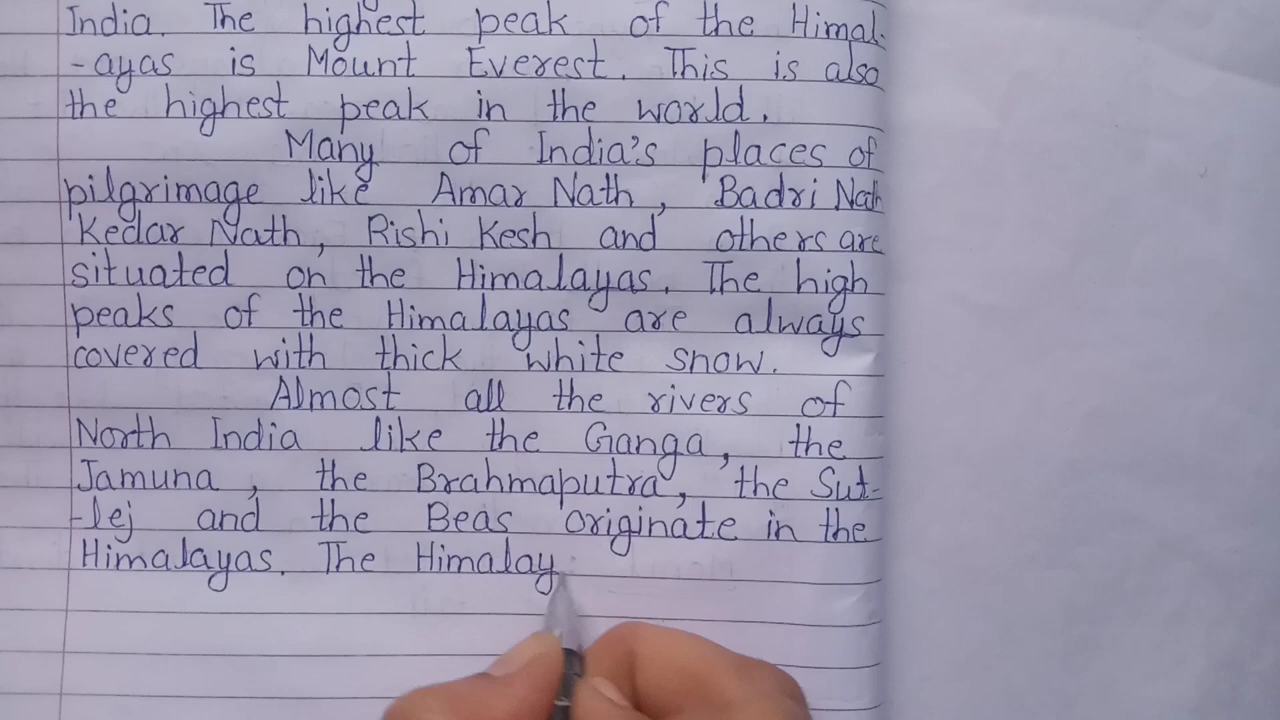 India. The highest peak of the Himal-
-ayas is Mount Everest. This is also
the highest peak in the world.
Many of India's places of
pilgrimage like Amar Nath, Badri Nath
Kedar Nath, Rishi Kesh and others are
situated on the Himalayas. The high
peaks of the Himalayas are always
covered with thick white snow.
Almost all the rivers of
North India like the Ganga, the
Jamuna, the Brahmaputra, the Sut-
-lej and the Beas originate in the
Himalayas. The Himalay